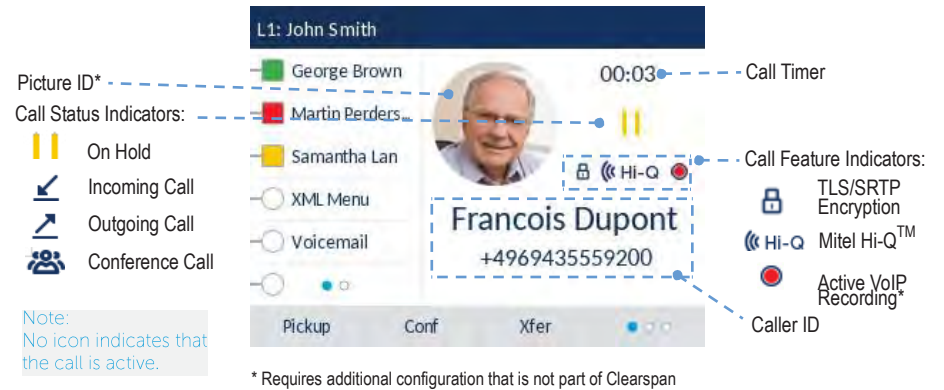 L1: John Smith
George Brown
Martin Perders...
Samantha Lan
XML Menu
Voicemail
00:03
Hi-Q
Francois Dupont
+4969435559200
Pickup Conf Xfer
Picture ID*
Call Status Indicators:
On Hold
Incoming Call
Outgoing Call
Conference Call
Note:
No icon indicates that
the call is active.
Call Timer
Call Feature Indicators:
TLS/SRTP
Encryption
Hi-Q Mitel Hi-Q™
Active VoIP
Recording*
Caller ID
* Requires additional configuration that is not part of Clearspan